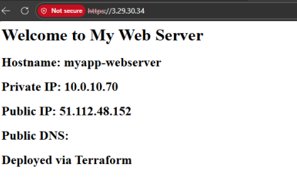 Not secure https://3.29.30.34
Welcome to My Web Server
Hostname: myapp-webserver
Private IP: 10.0.10.70
Public IP: 51.112.48.152
Public DNS:
Deployed via Terraform